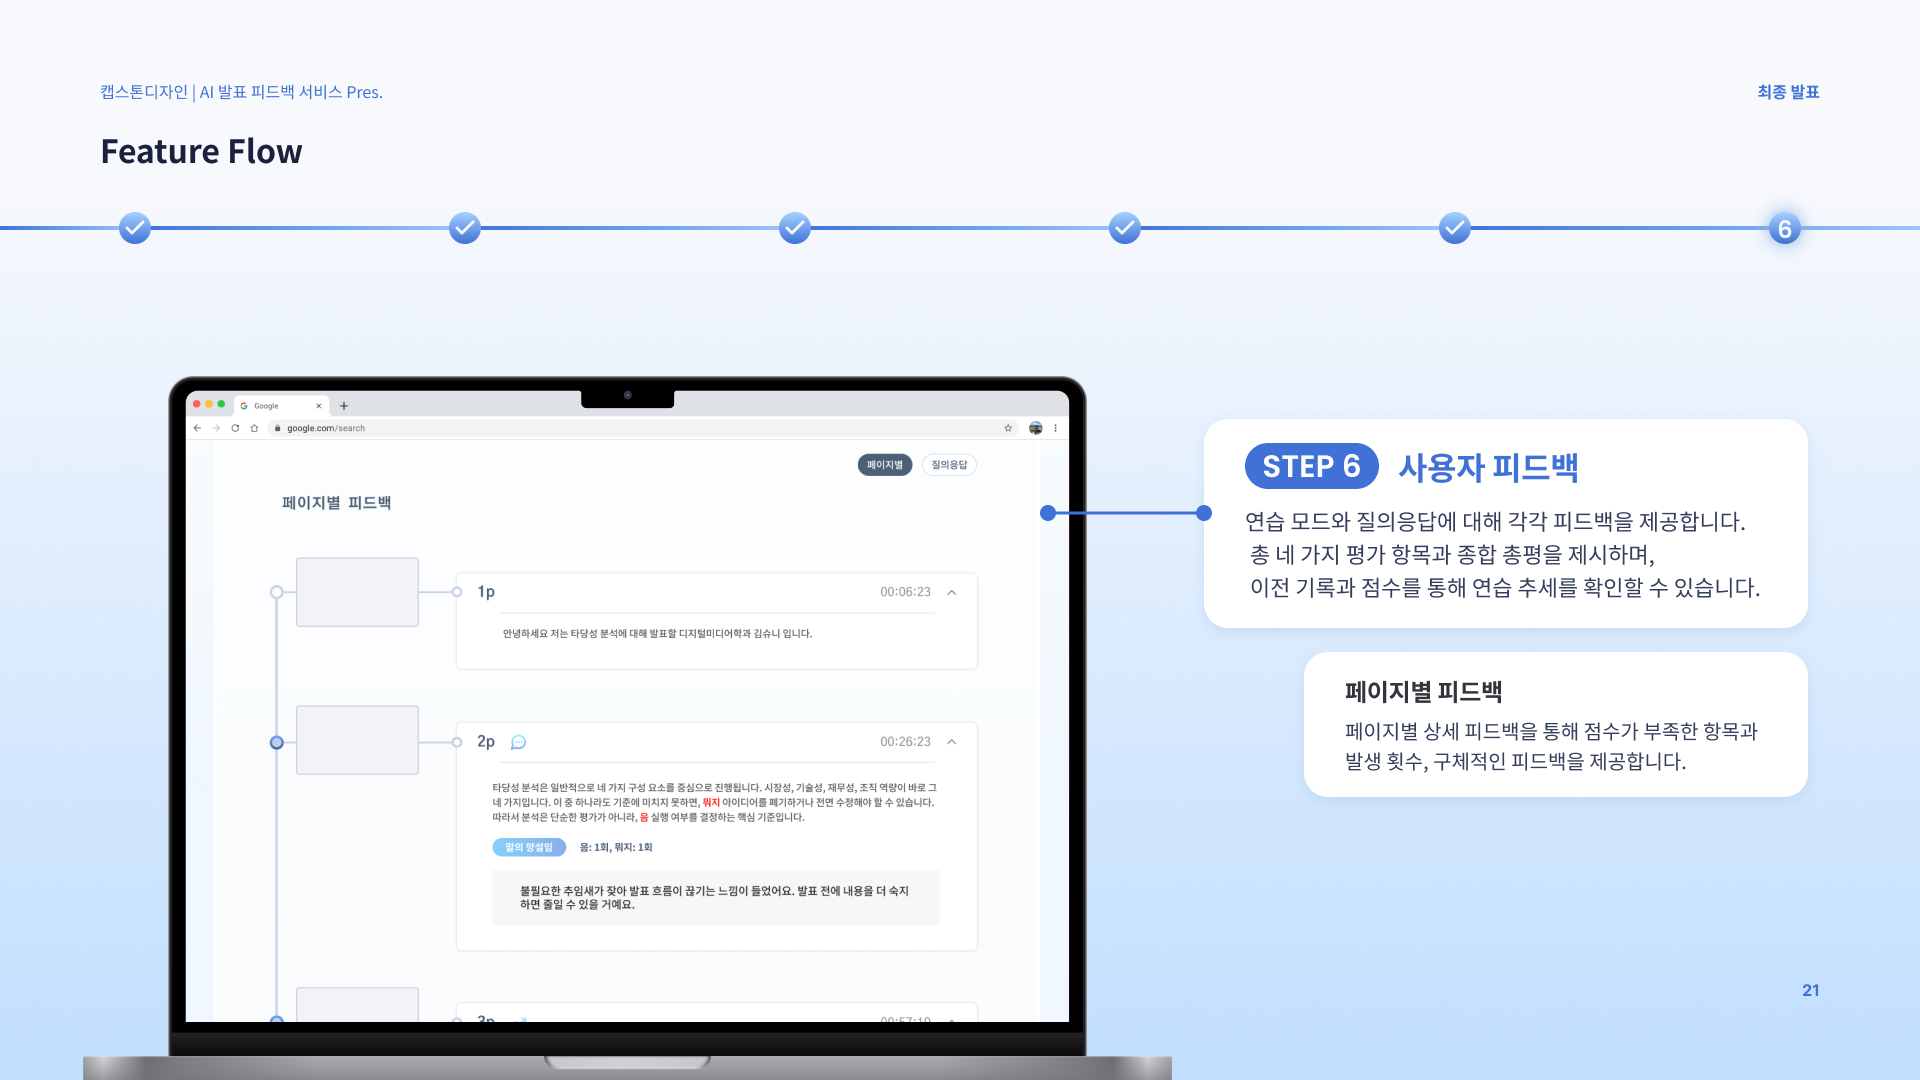 캡스톤디자인 | AI 발표 피드백 서비스 Pres.
최종 발표
Feature Flow
6
Google
google.com/search
페이지별
질의응답
페이지별 피드백
1p
00:06:23
안녕하세요 저는 타당성 분석에 대해 발표할 디지털미디어학과 김슈니 입니다.
2p
00:26:23
타당성 분석은 일반적으로 네 가지 구성 요소를 중심으로 진행됩니다. 시장성, 기술성, 재무성, 조직 역량이 바로 그
네 가지입니다. 이 중 하나라도 기준에 미치지 못하면, 뭐지 아이디어를 폐기하거나 전면 수정해야 할 수 있습니다.
따라서 분석은 단순한 평가가 아니라, 음 실행 여부를 결정하는 핵심 기준입니다.
말의 망설임
음: 1회, 뭐지: 1회
불필요한 추임새가 잦아 발표 흐름이 끊기는 느낌이 들었어요. 발표 전에 내용을 더 숙지
하면 줄일 수 있을 거예요.
3p
00:57:10
STEP 6 사용자 피드백
연습 모드와 질의응답에 대해 각각 피드백을 제공합니다.
총 네 가지 평가 항목과 종합 총평을 제시하며,
이전 기록과 점수를 통해 연습 추세를 확인할 수 있습니다.
페이지별 피드백
페이지별 상세 피드백을 통해 점수가 부족한 항목과
발생 횟수, 구체적인 피드백을 제공합니다.
21